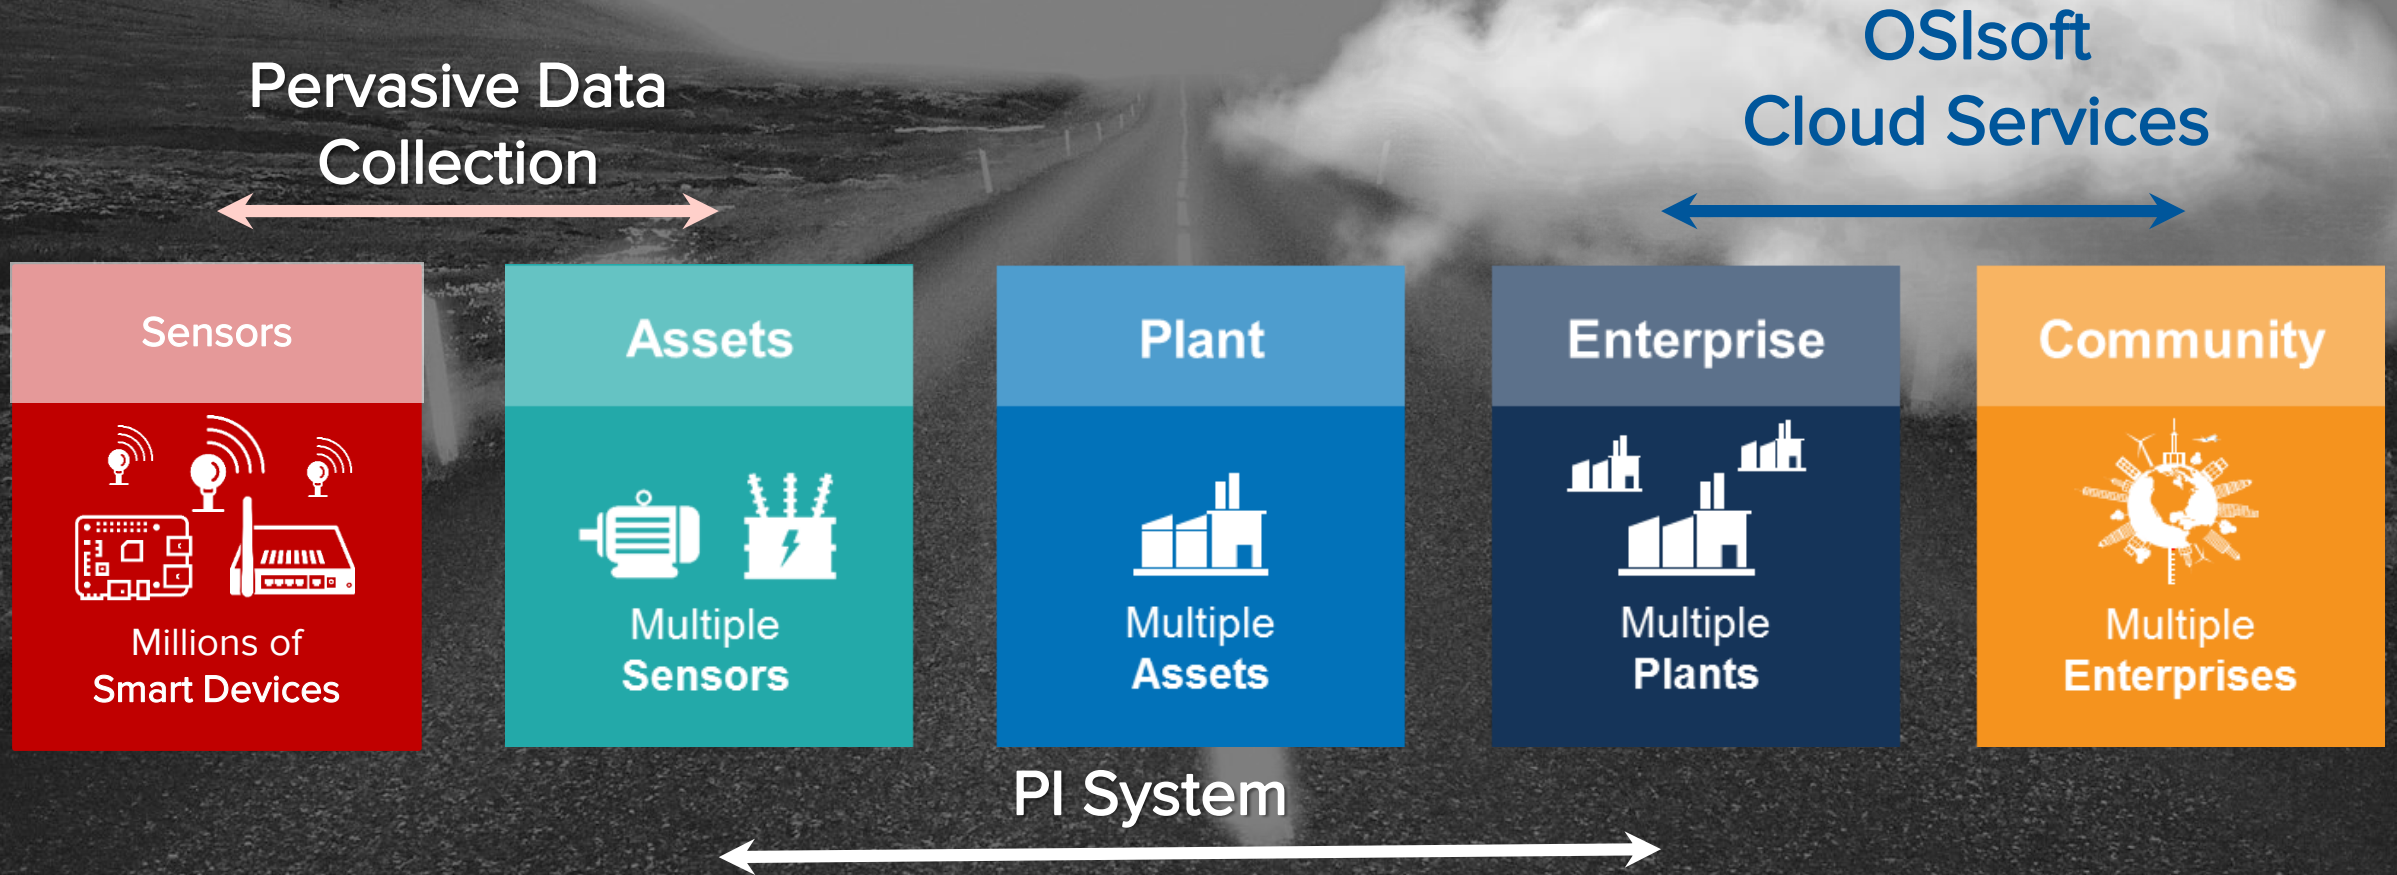 Pervasive Data
Collection
OSIsoft
Cloud Services
Sensors
Millions of
Smart Devices
Assets
Multiple
Sensors
Plant
Multiple
Assets
Enterprise
Multiple
Plants
Community
Multiple
Enterprises
PI System